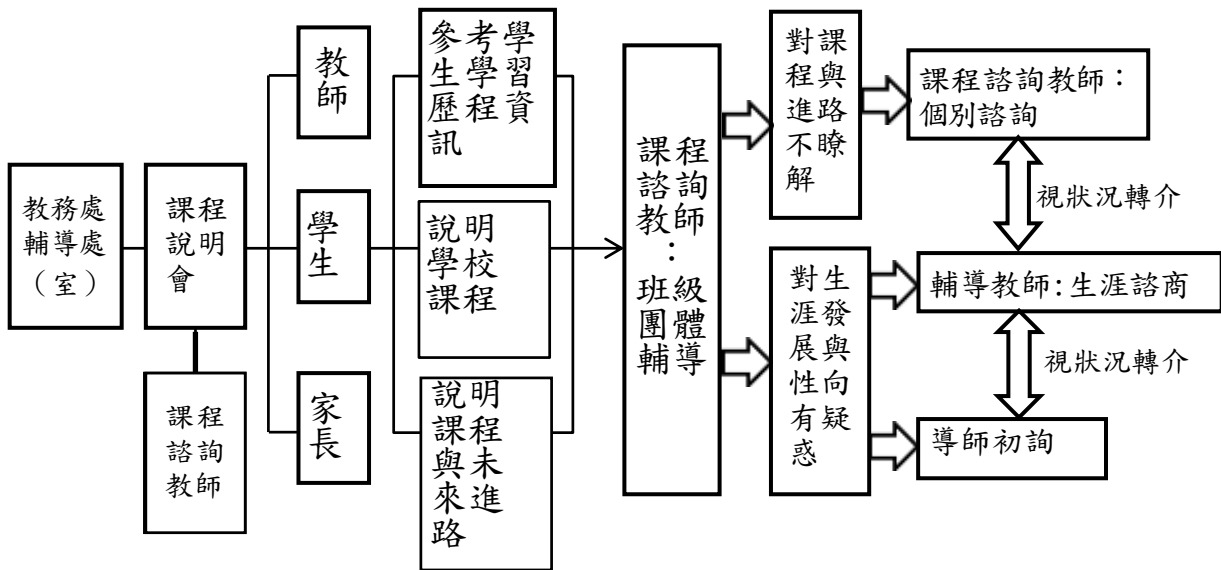 教務處
輔導處
（室）
課程
說明
會
課程
諮詢
教師
教
師
學
生
家
長
參考學
生學習
歷程資
訊
說明
學校
課程
說明
課程
與未
來進
路
課程
諮詢
教師
：
班級
團體
輔導
對課
程與
進路
不瞭
解
對生
涯發
展與
性向
有疑
惑
課程諮詢教師：
個別諮詢
視狀況轉介
輔導教師:生涯諮商
視狀況轉介
導師初詢